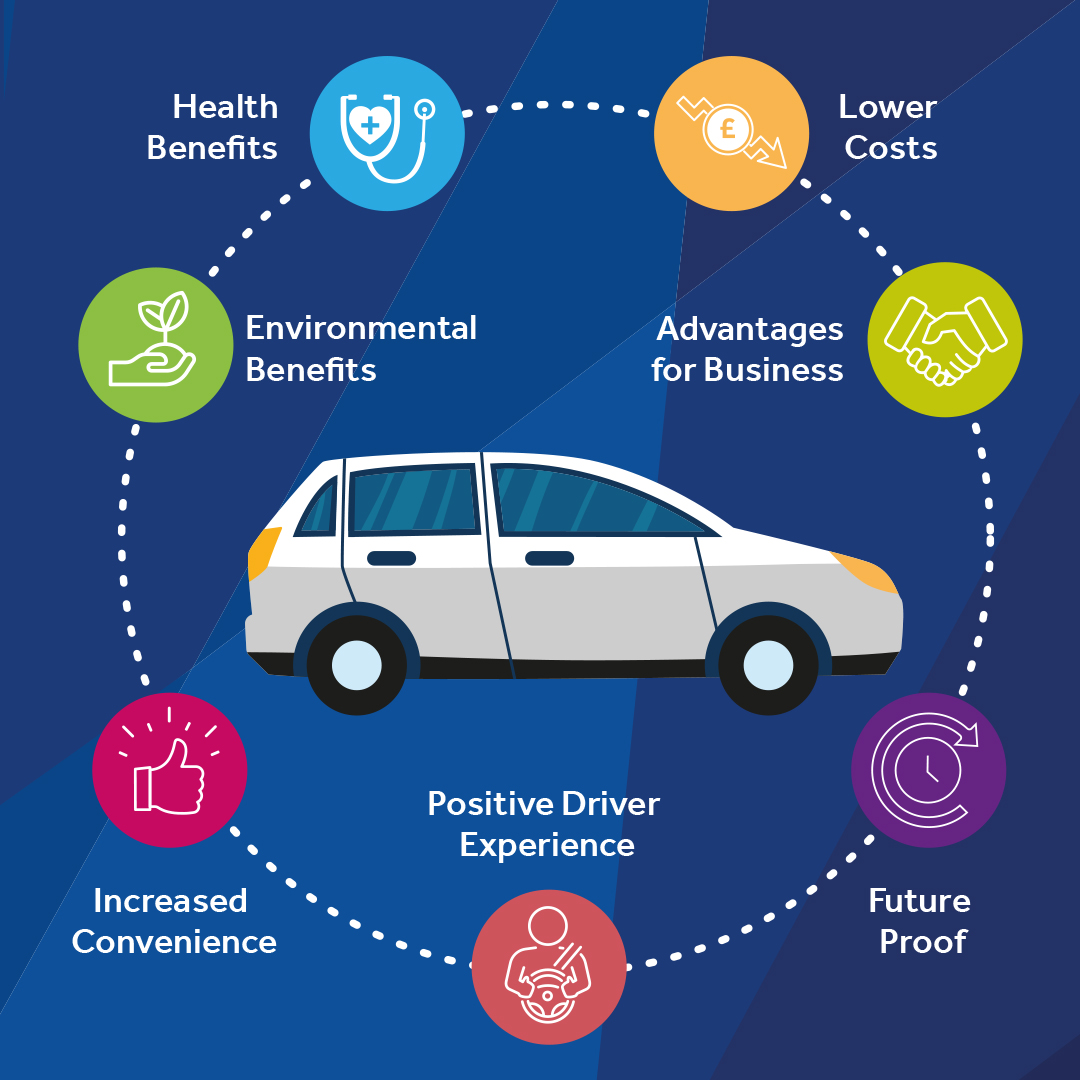 Health
Benefits
Lower
Costs
£
Environmental
Benefits
Advantages
for Business
Positive Driver
Experience
Increased
Convenience
Future
Proof